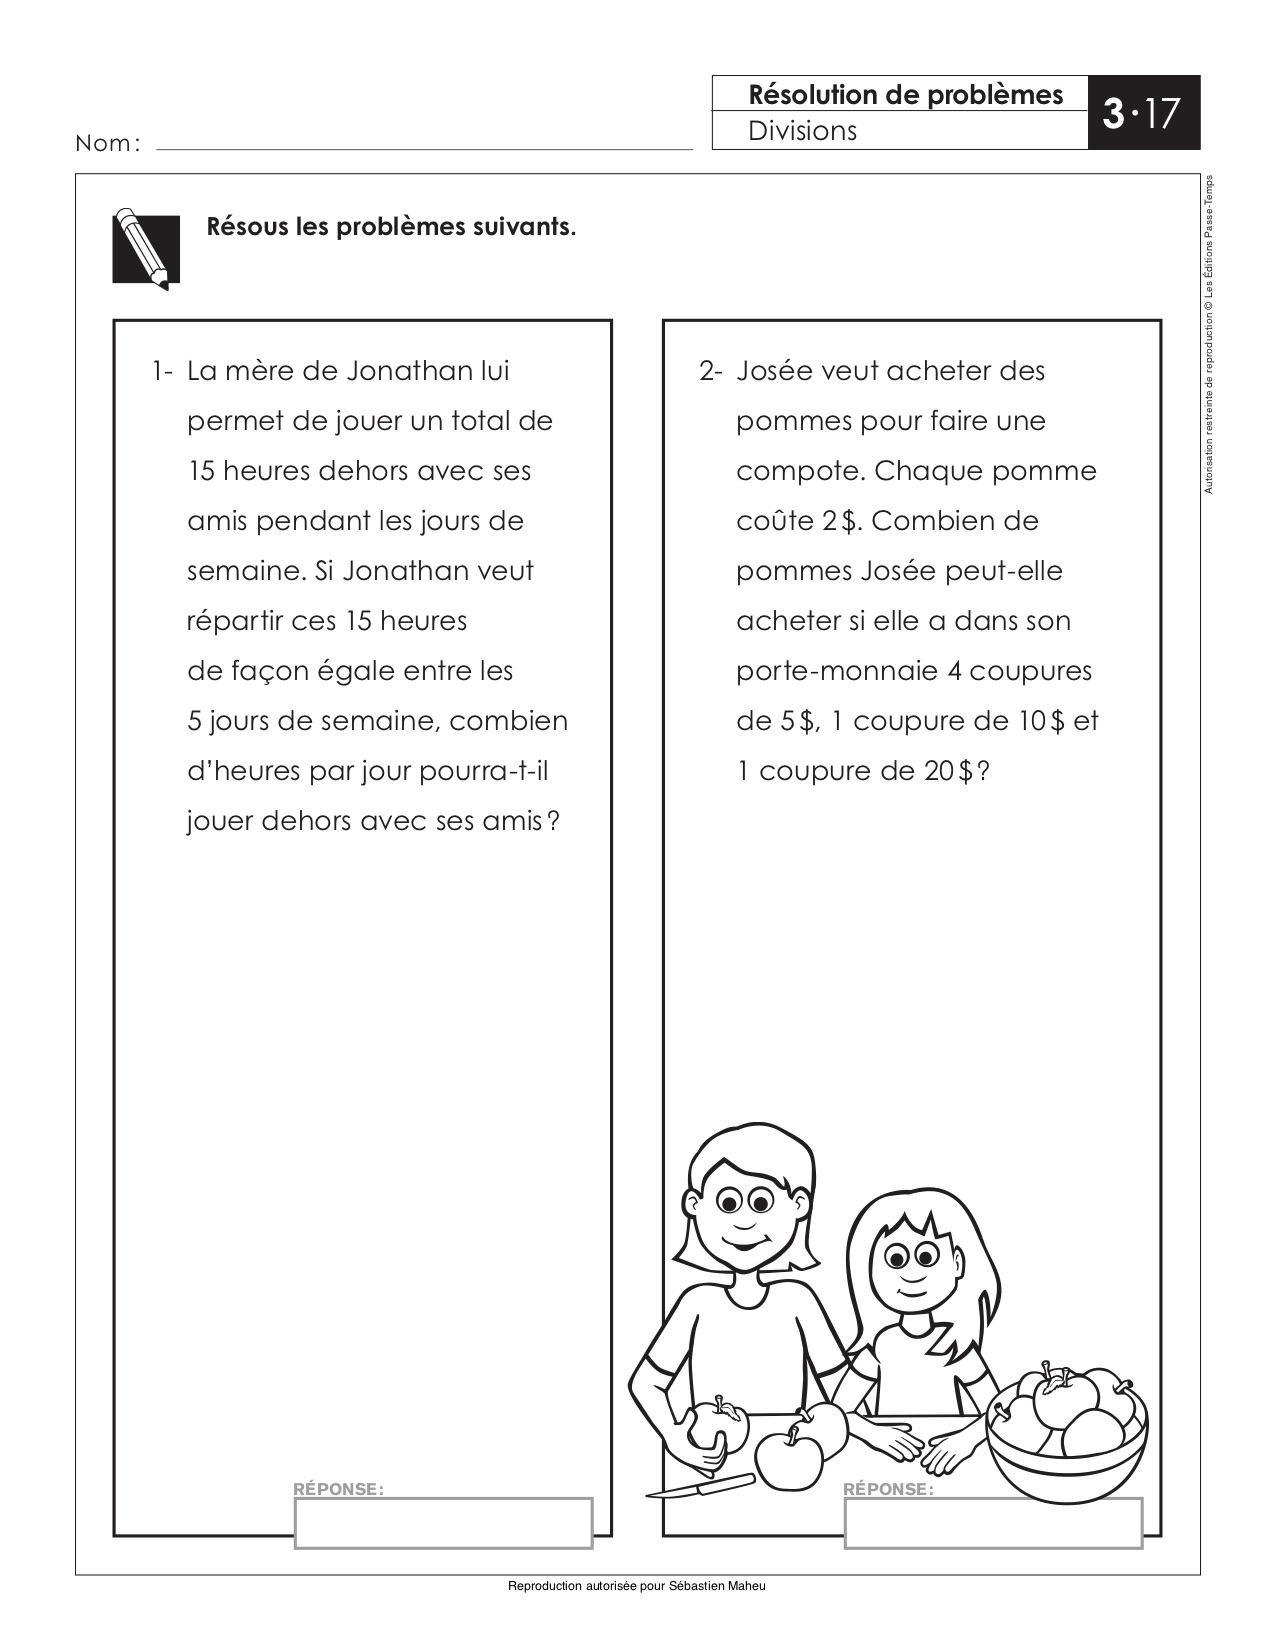 Nom :
Résolution de problèmes
Divisions
3·17
Résous les problèmes suivants.
1- La mère de Jonathan lui
permet de jouer un total de
15 heures dehors avec ses
amis pendant les jours de
semaine. Si Jonathan veut
répartir ces 15 heures
de façon égale entre les
5 jours de semaine, combien
d’heures par jour pourra-t-il
jouer dehors avec ses amis ?
RÉPONSE :
2- Josée veut acheter des
pommes pour faire une
compote. Chaque pomme
coûte 2 $. Combien de
pommes Josée peut-elle
acheter si elle a dans son
porte-monnaie 4 coupures
de 5 $, 1 coupure de 10 $ et
1 coupure de 20 $ ?
RÉPONSE :
Autorisation restreinte de reproduction © Les Éditions Passe-Temps
Reproduction autorisée pour Sébastien Maheu